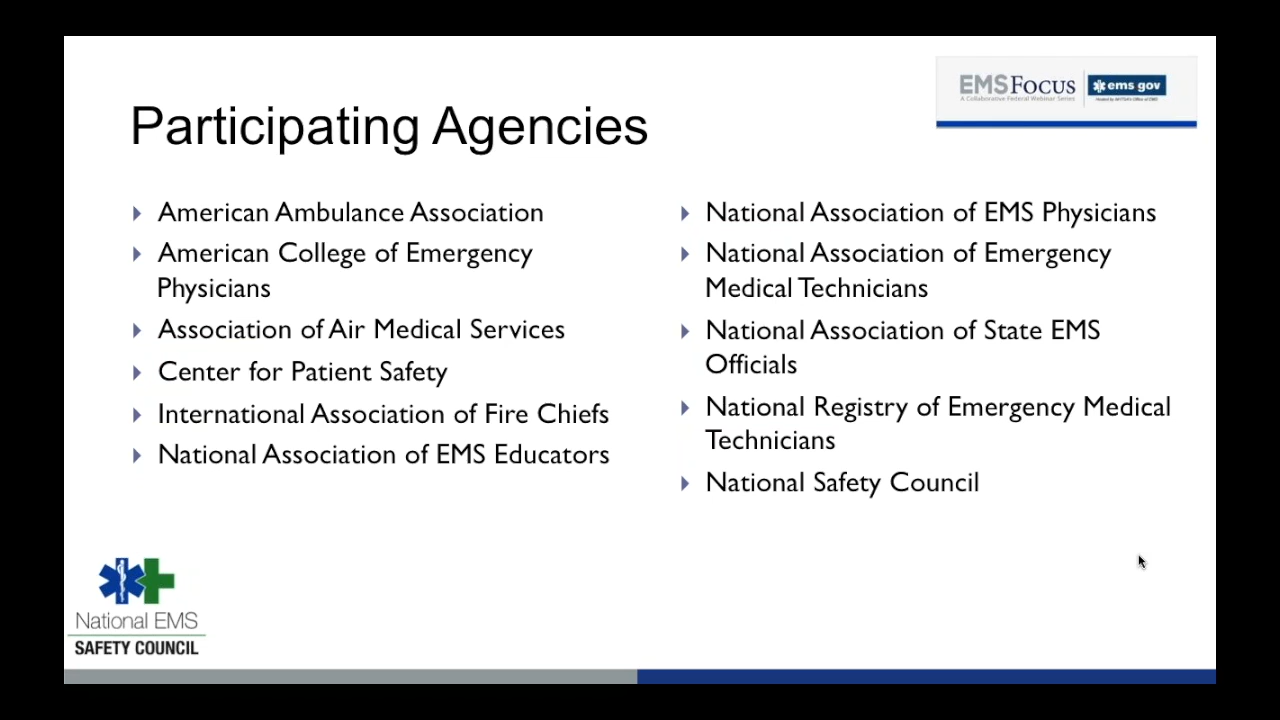 EMSFocus
A Collaborative Federal Webinar Series
ems gov
Hosted by NHTSA's Office of EMS
Participating Agencies
American Ambulance Association
American College of Emergency
Physicians
Association of Air Medical Services
Center for Patient Safety
International Association of Fire Chiefs
National Association of EMS Educators
National Association of EMS Physicians
National Association of Emergency
Medical Technicians
National Association of State EMS
Officials
National Registry of Emergency Medical
Technicians
National Safety Council
National EMS
SAFETY COUNCIL